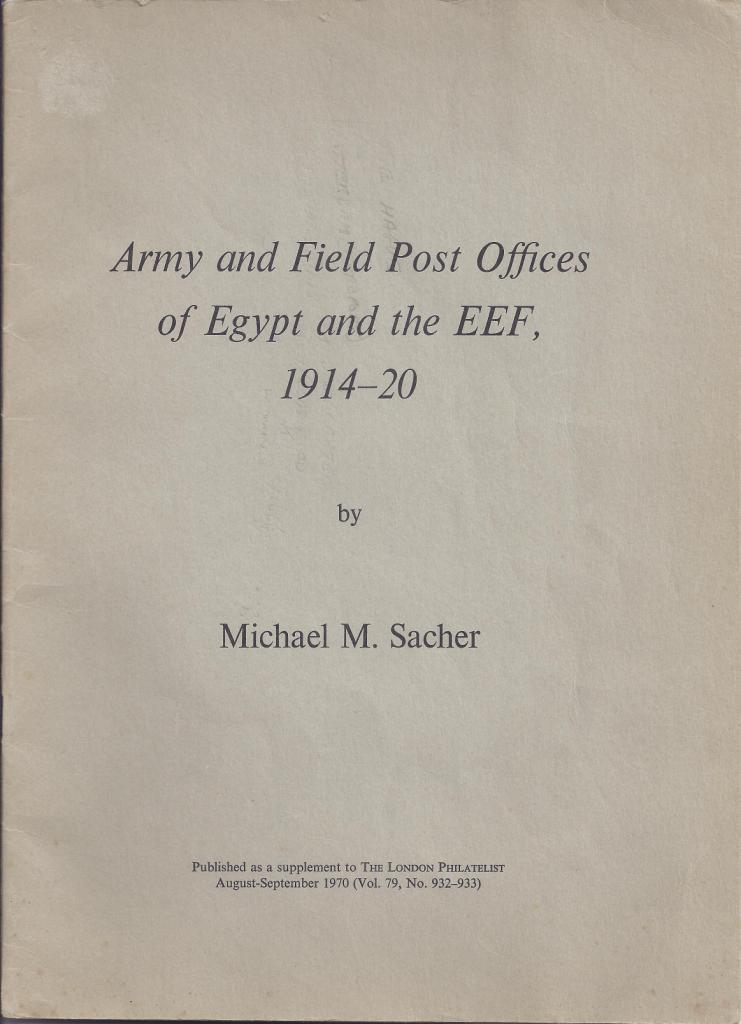 Army and Field Post Offices
of Egypt and the EEF,
1914–20
by
Michael M. Sacher
Published as a supplement to THE LONDON PHILATELIST
August-September 1970 (Vol. 79, No. 932–933)